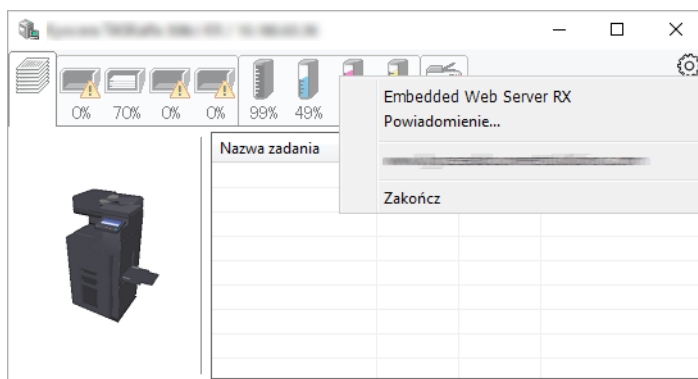 0% 70% 0% 0% 99% 49%
Embedded Web Server RX
Powiadomienie...
Zakończ
Nazwa zadania